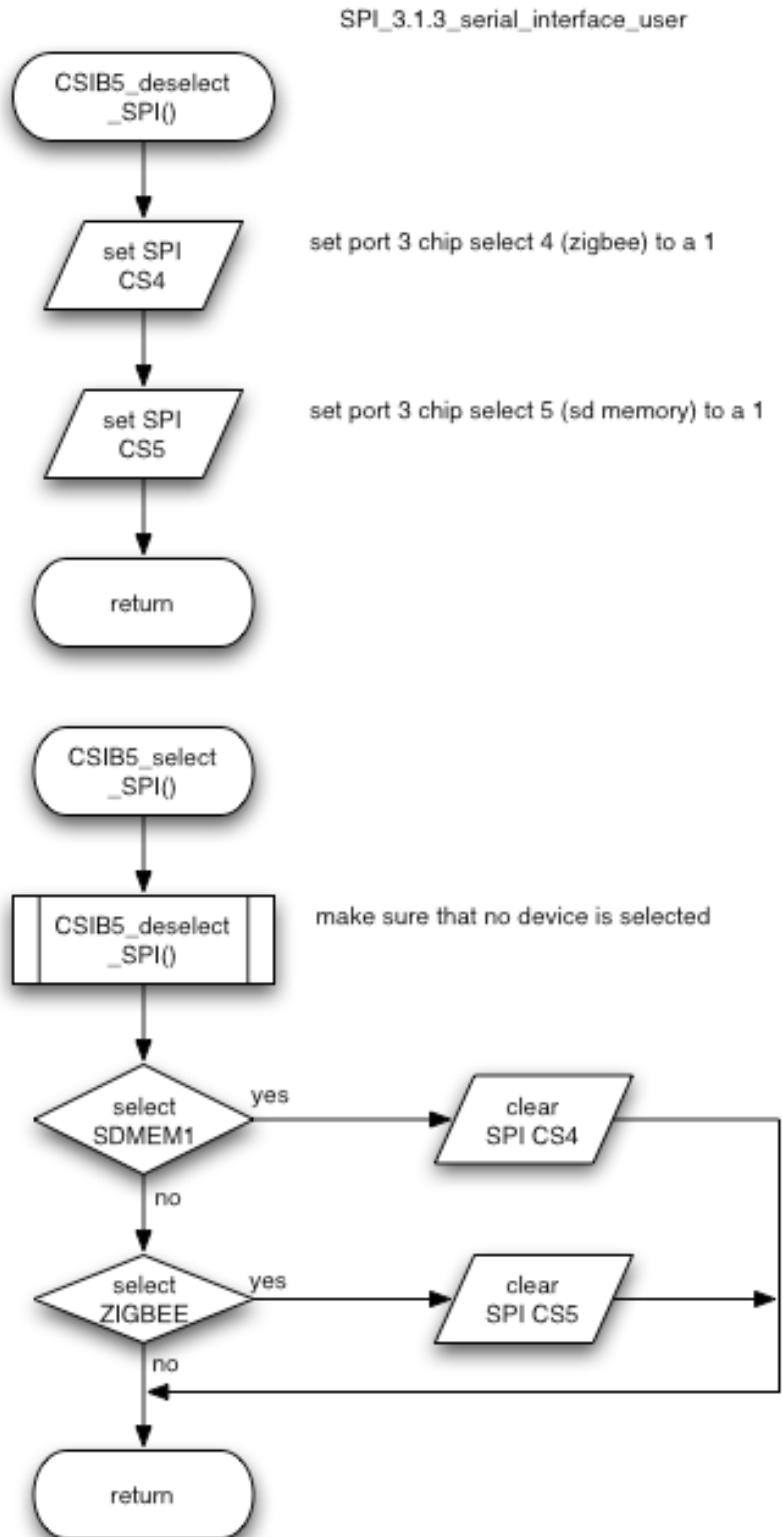 SPI_3.1.3_serial_interface_user
CSIB5_deselect
_SPI()
set SPI
CS4
set port 3 chip select 4 (zigbee) to a 1
set SPI
CS5
set port 3 chip select 5 (sd memory) to a 1
return
CSIB5_select
_SPI()
CSIB5_deselect
_SPI()
make sure that no device is selected
select
SDMEM1
yes
clear
SPI CS4
no
select
ZIGBEE
yes
clear
SPI CS5
no
return